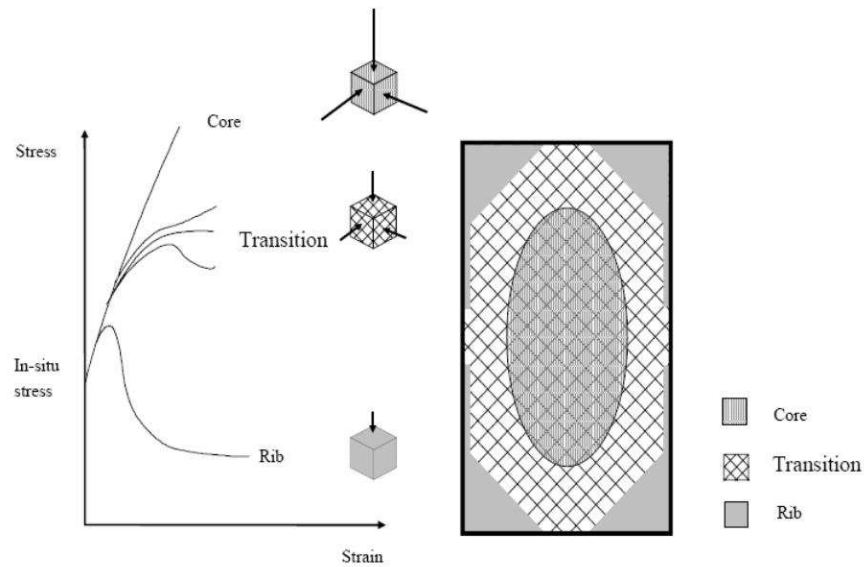 Core
Stress
Transition
In-situ
stress
Rib
Strain
Core
Transition
Rib